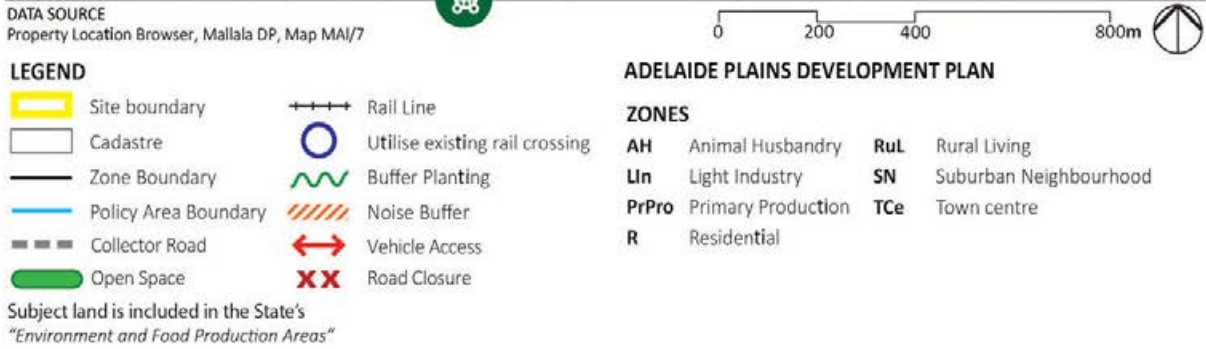 DATA SOURCE
Property Location Browser, Mallala DP, Map MAl/7
0 200 400 800m
LEGEND
Site boundary
Cadastre
Zone Boundary
Policy Area Boundary
Collector Road
Open Space
Rail Line
Utilise existing rail crossing
Buffer Planting
Noise Buffer
Vehicle Access
XX Road Closure
Subject land is included in the State's
"Environment and Food Production Areas"
ADELAIDE PLAINS DEVELOPMENT PLAN
ZONES
AH Animal Husbandry
LIn Light Industry
PrPro Primary Production
R Residential
RuL Rural Living
SN Suburban Neighbourhood
TCe Town centre